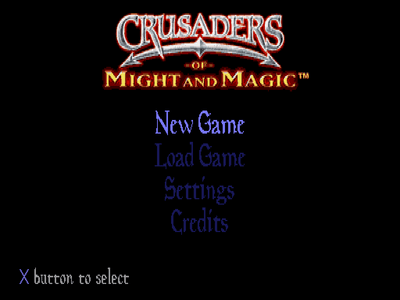 CRUSADERS
OF
MIGHT AND MAGIC™
New Game
Load Game
Settings
Credits
X button to select